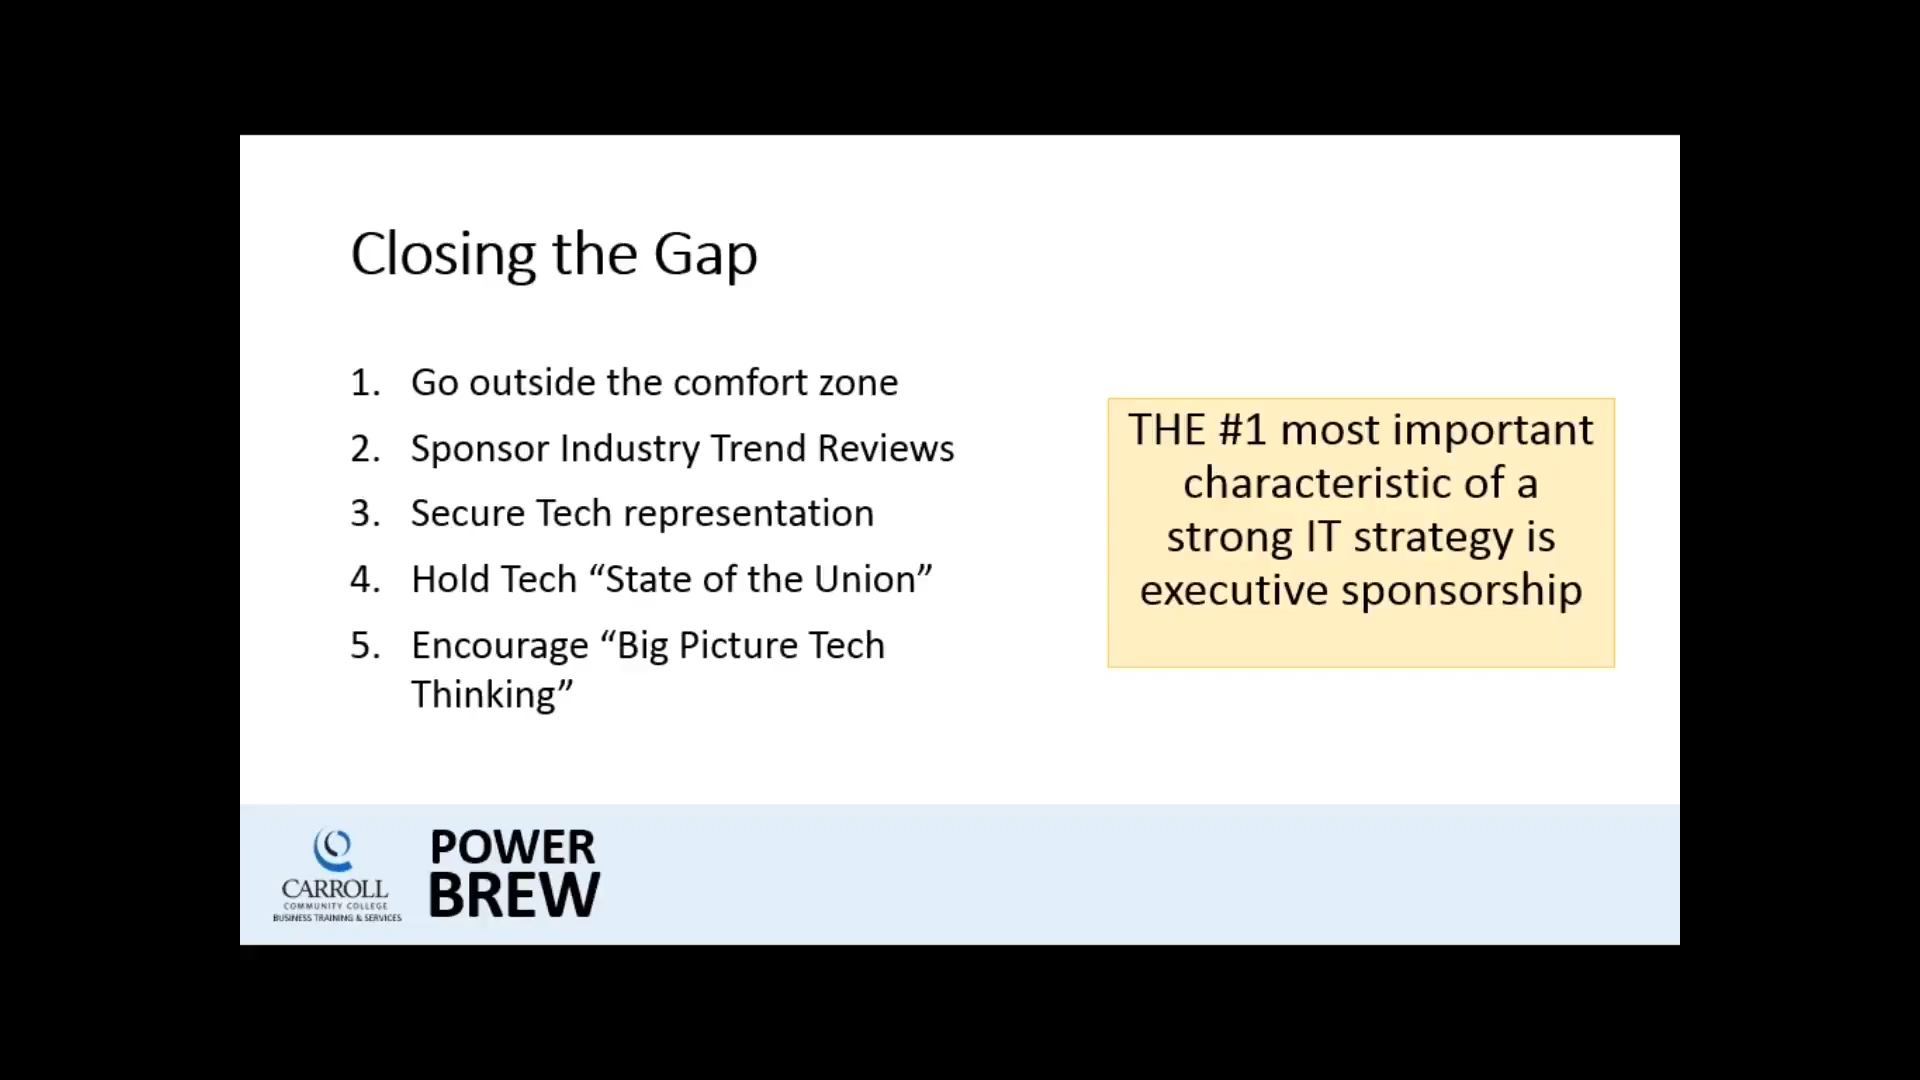 Closing the Gap
1. Go outside the comfort zone
2. Sponsor Industry Trend Reviews
3. Secure Tech representation
4. Hold Tech “State of the Union”
5. Encourage “Big Picture Tech
Thinking”
THE #1 most important
characteristic of a
strong IT strategy is
executive sponsorship
CARROLL
COMMUNITY COLLEGE
BUSINESS TRAINING & SERVICES
POWER
BREW